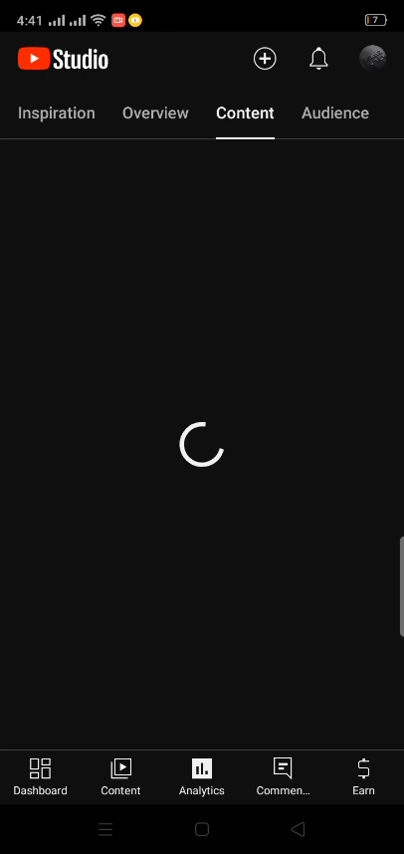 4:41 7
Studio
Inspiration Overview Content Audience
Dashboard Content Analytics Commen... Earn